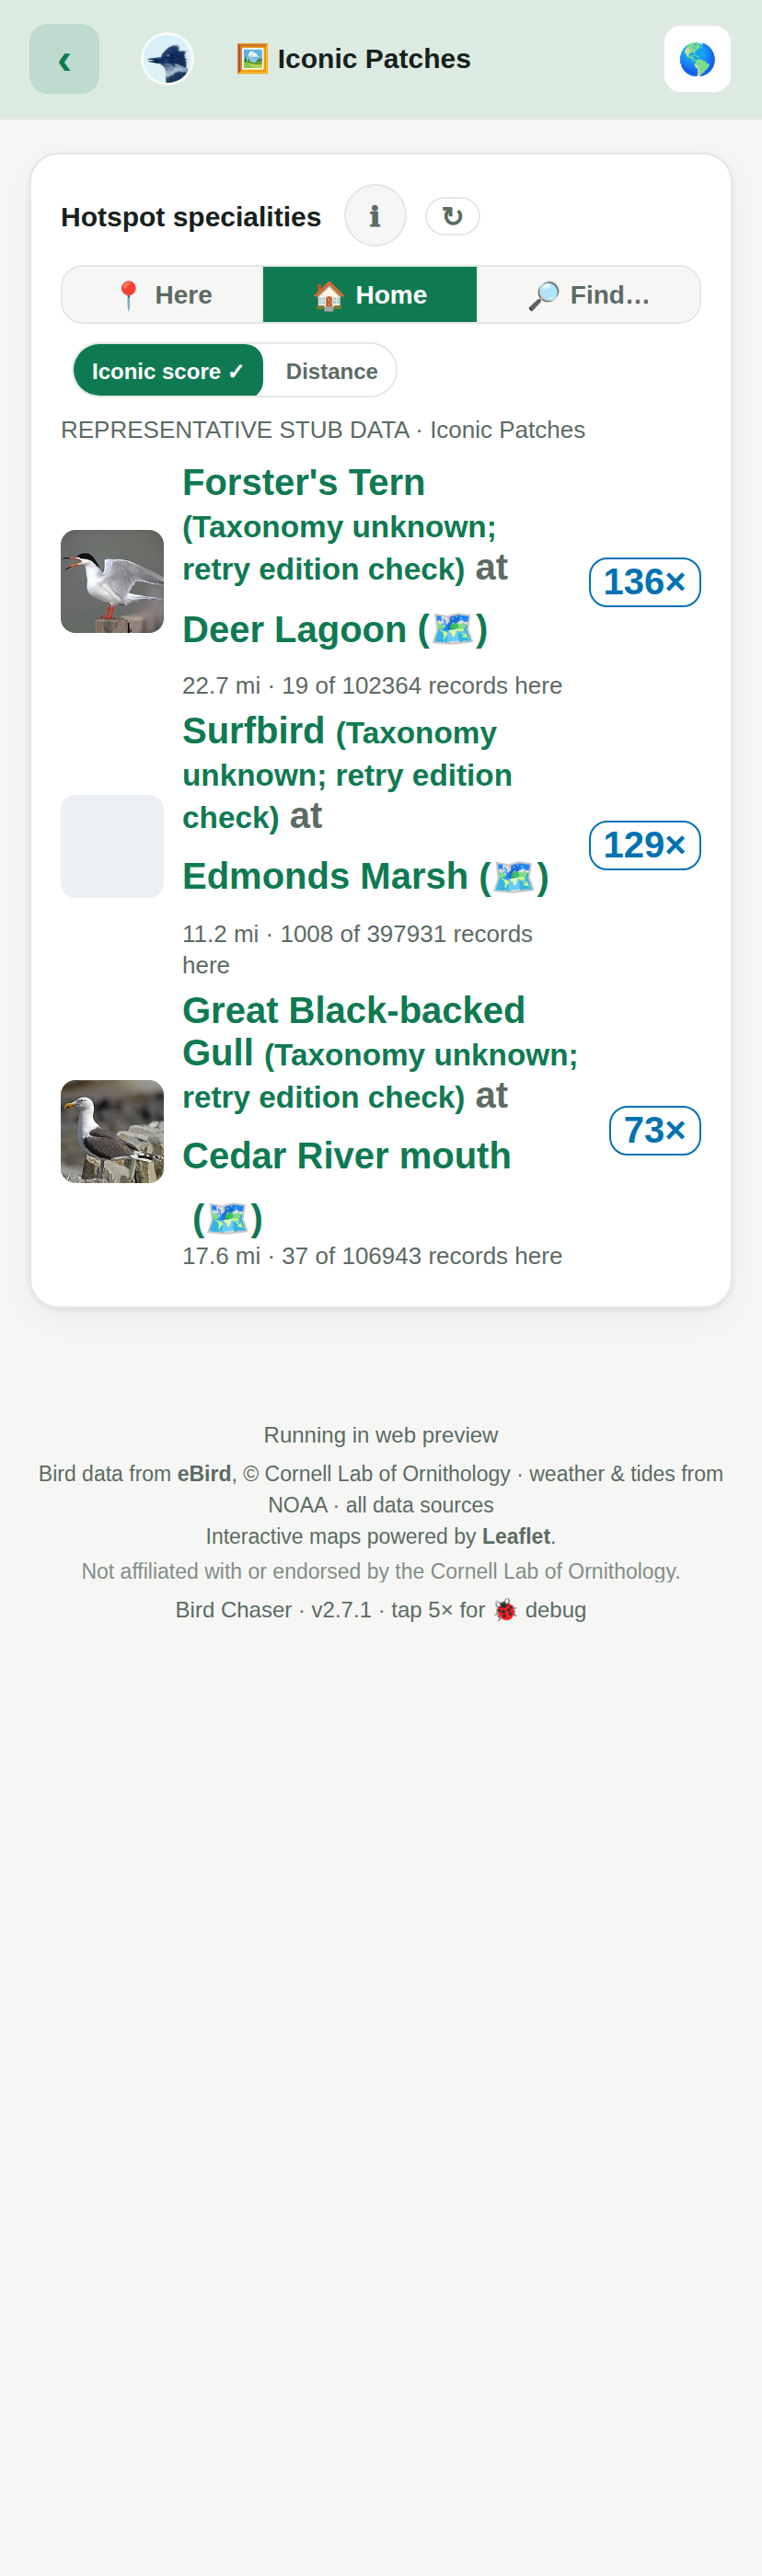 ‹ 🖼️ Iconic Patches 🌎
Hotspot specialities ℹ ↻
📍 Here 🏠 Home 🔎 Find…
Iconic score ✓ Distance
REPRESENTATIVE STUB DATA · Iconic Patches
Forster's Tern
(Taxonomy unknown;
retry edition check) at
136×
Deer Lagoon (🗺️)
22.7 mi · 19 of 102364 records here
Surfbird (Taxonomy
unknown; retry edition
check) at
129×
Edmonds Marsh (🗺️)
11.2 mi · 1008 of 397931 records
here
Great Black-backed
Gull (Taxonomy unknown;
retry edition check) at
73×
Cedar River mouth
(🗺️)
17.6 mi · 37 of 106943 records here
Running in web preview
Bird data from eBird, © Cornell Lab of Ornithology · weather & tides from
NOAA · all data sources
Interactive maps powered by Leaflet.
Not affiliated with or endorsed by the Cornell Lab of Ornithology.
Bird Chaser · v2.7.1 · tap 5× for 🐞 debug